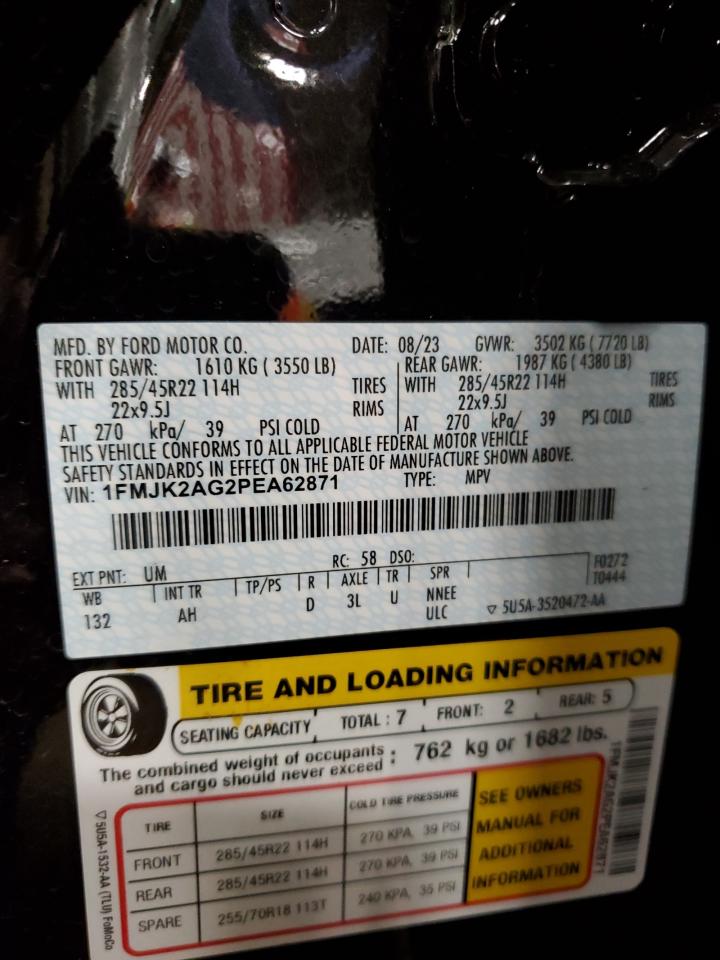 MFD. BY FORD MOTOR CO. DATE: 08/23 GVWR: 3502 KG ( 7720 LB)
FRONT GAWR: 1610 KG ( 3550 LB) REAR GAWR: 1987 KG ( 4380 LB)
WITH 285/45R22 114H TIRES WITH 285/45R22 114H TIRES
22x9.5J RIMS 22x9.5J RIMS
AT 270 kPa/ 39 PSI COLD AT 270 kPa/ 39 PSI COLD
THIS VEHICLE CONFORMS TO ALL APPLICABLE FEDERAL MOTOR VEHICLE
SAFETY STANDARDS IN EFFECT ON THE DATE OF MANUFACTURE SHOWN ABOVE.
VIN: 1FMJK2AG2PEA62871 TYPE: MPV
EXT PNT: UM RC: 58 DSO: F0272
WB INT TR TP/PS R AXLE TR SPR T0444
132 AH D 3L U NNEE
ULC ▽ 5U5A-3520472-AA
TIRE AND LOADING INFORMATION
SEATING CAPACITY TOTAL : 7 FRONT: 2 REAR: 5
The combined weight of occupants
and cargo should never exceed : 762 kg or 1682 lbs.
TIRE SIZE COLD TIRE PRESSURE
FRONT 285/45R22 114H 270 KPA, 39 PSI
REAR 285/45R22 114H 270 KPA, 39 PSI
SPARE 255/70R18 113T 240 KPA, 35 PSI
SEE OWNERS
MANUAL FOR
ADDITIONAL
INFORMATION
▽ 5U5A-1532-AA (TLU) FoMoCo
1FMJK2AG2PEA62871